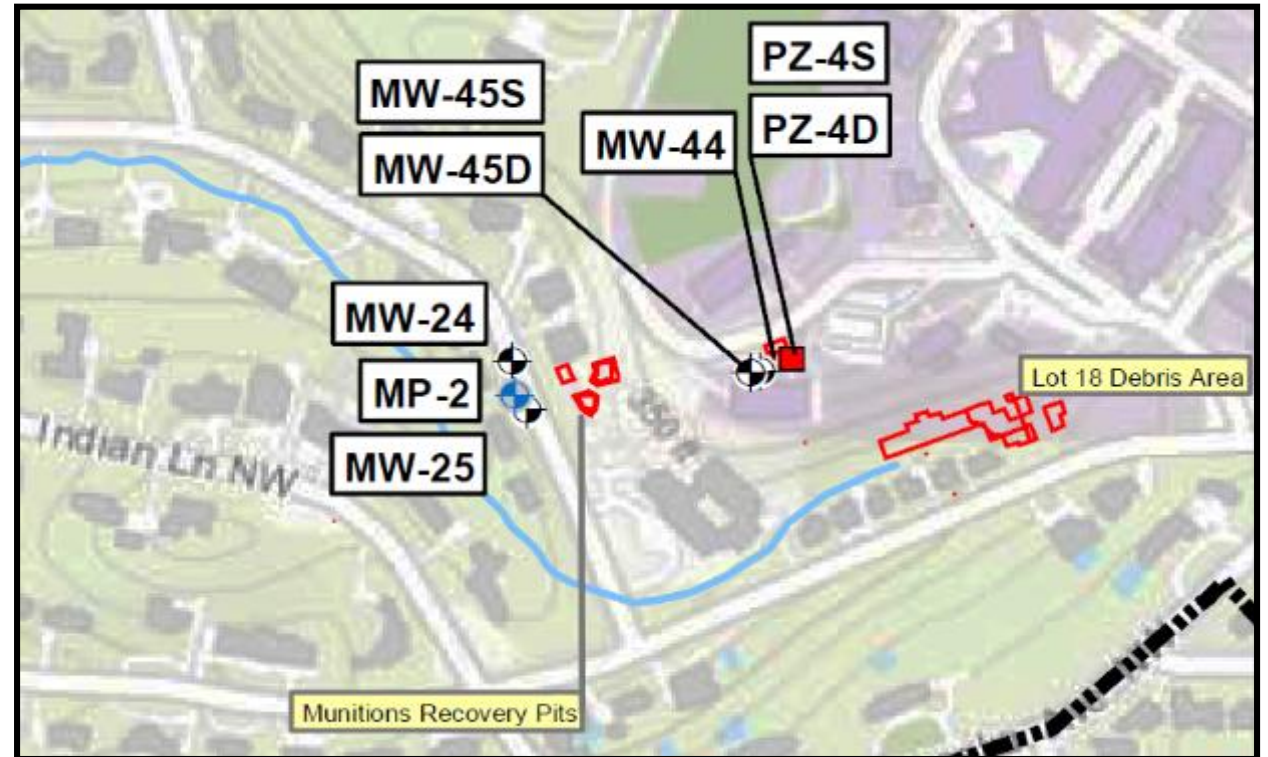 PZ-4S
MW-45S
PZ-4D
MW-44
MW-45D
MW-24
Lot 18 Debris Area
MP-2
Indian Ln NW
MW-25
Munitions Recovery Pits